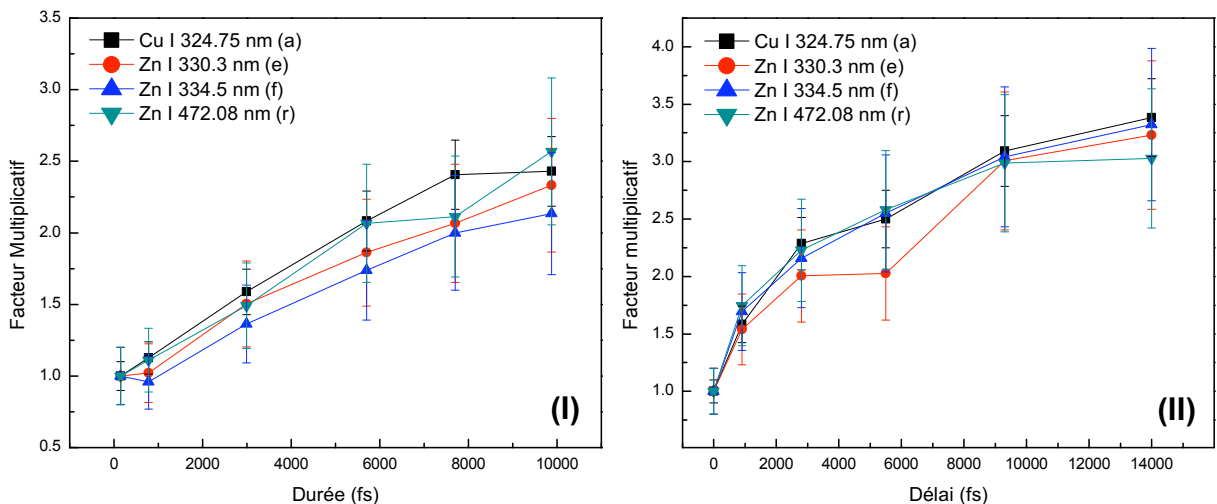 3.5
3.0
2.5
2.0
1.5
1.0
0.5
Facteur Multiplicatif
Cu I 324.75 nm (a)
Zn I 330.3 nm (e)
Zn I 334.5 nm (f)
Zn I 472.08 nm (r)
(I)
0 2000 4000 6000 8000 10000
Durée (fs)
4.0
3.5
3.0
2.5
2.0
1.5
1.0
Facteur multiplicatif
Cu I 324.75 nm (a)
Zn I 330.3 nm (e)
Zn I 334.5 nm (f)
Zn I 472.08 nm (r)
(II)
0 2000 4000 6000 8000 10000 12000 14000
Délai (fs)